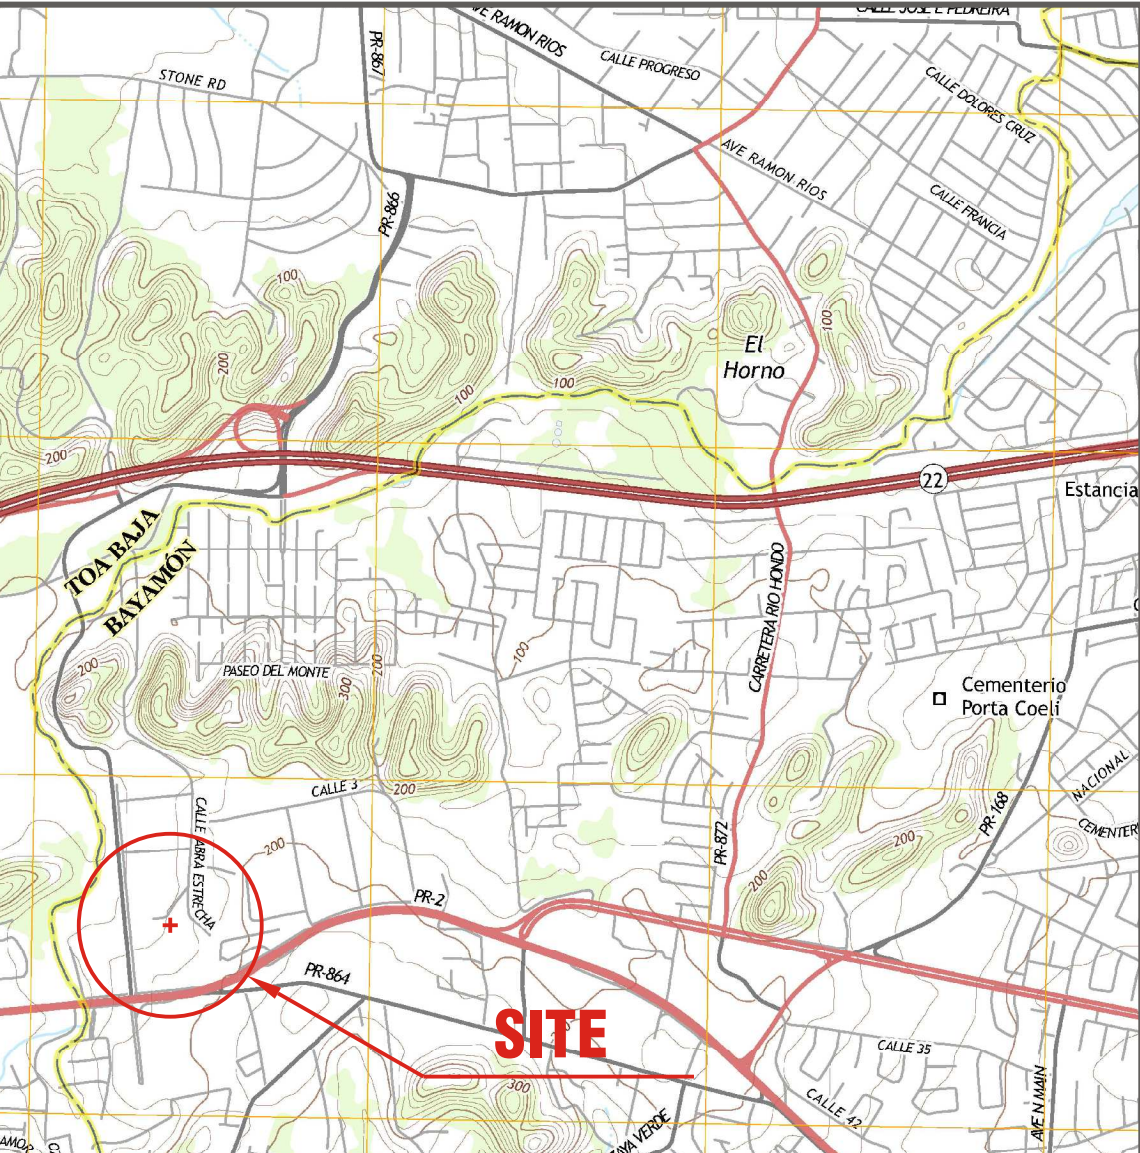 CALLE JOSE E PEDREIRA
AVE RAMON RIOS
PR-867
CALLE PROGRESO
STONE RD
CALLE DOLORES CRUZ
AVE RAMON RIOS
CALLE FRANCIA
PR-866
100
100
200
El
Horno
100
100
200
22
Estancia
TOA BAJA
BAYAMÓN
CARRETERA RIO HONDO
100
200
PASEO DEL MONTE
300
200
Cementerio
Porta Coeli
NACIONAL
CALLE 3
200
CALLE ABRA ESTRECHA
PR-168
CEMENTER
PR-872
200
200
200
PR-2
PR-864
SITE
300
CALLE 35
CALLE 42
AVE N MAIN
AYA VERDE
AMOR